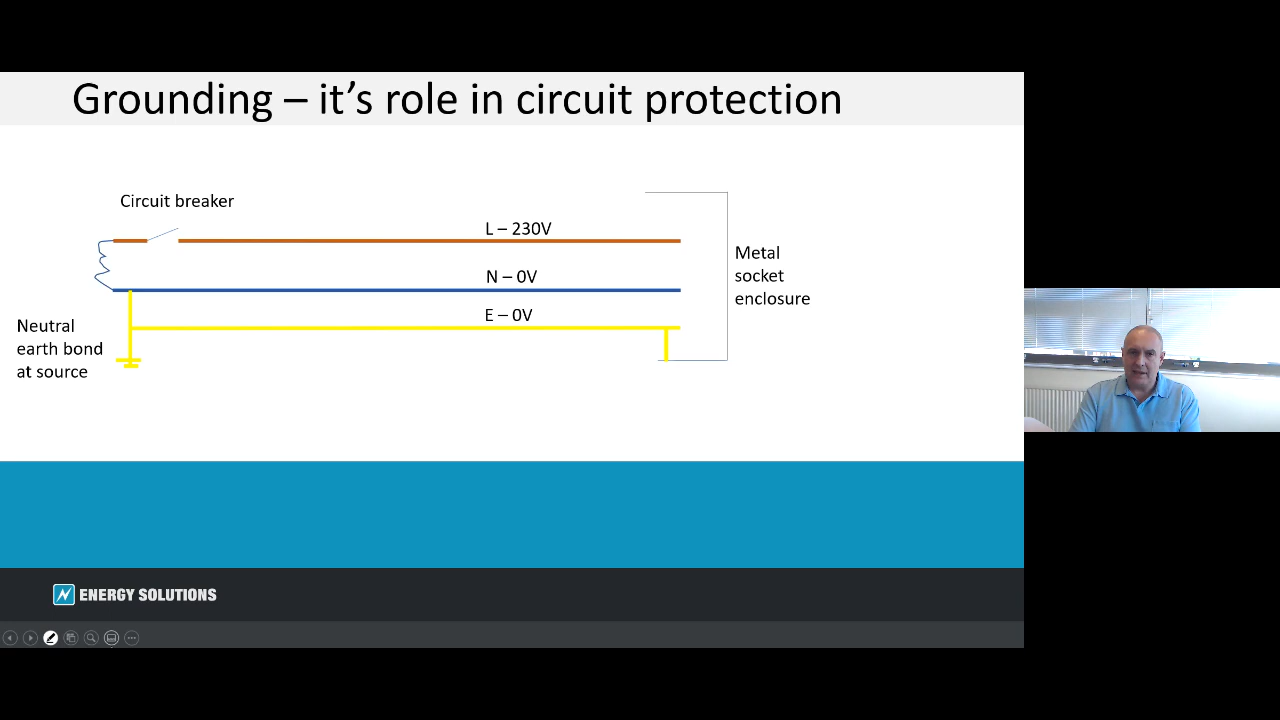 Grounding – it’s role in circuit protection
Circuit breaker
L – 230V
N – 0V
E – 0V
Metal
socket
enclosure
Neutral
earth bond
at source
ENERGY SOLUTIONS